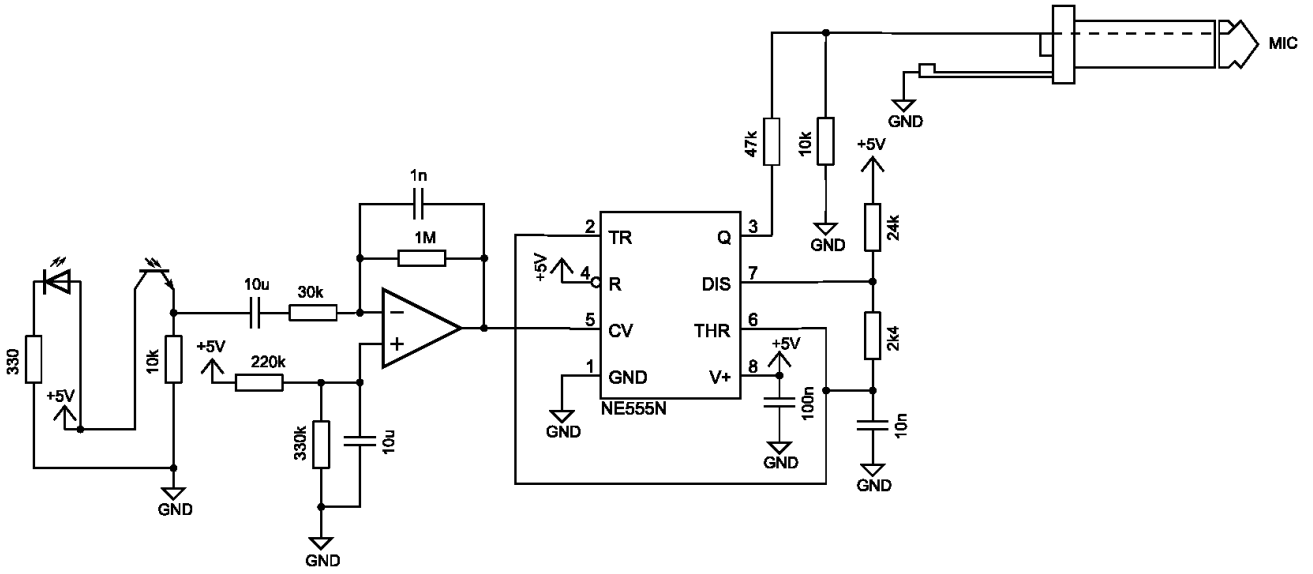 MIC
GND
47k
10k
+5V
GND
24k
1n
1M
2 TR
Q 3
+5V
4 R
DIS 7
10u
30k
5 CV
THR 6
2k4
330
+5V
10k
+5V
220k
1 GND
V+ 8
+5V
NE555N
100n
GND
330k
10u
10n
GND
GND
GND
GND